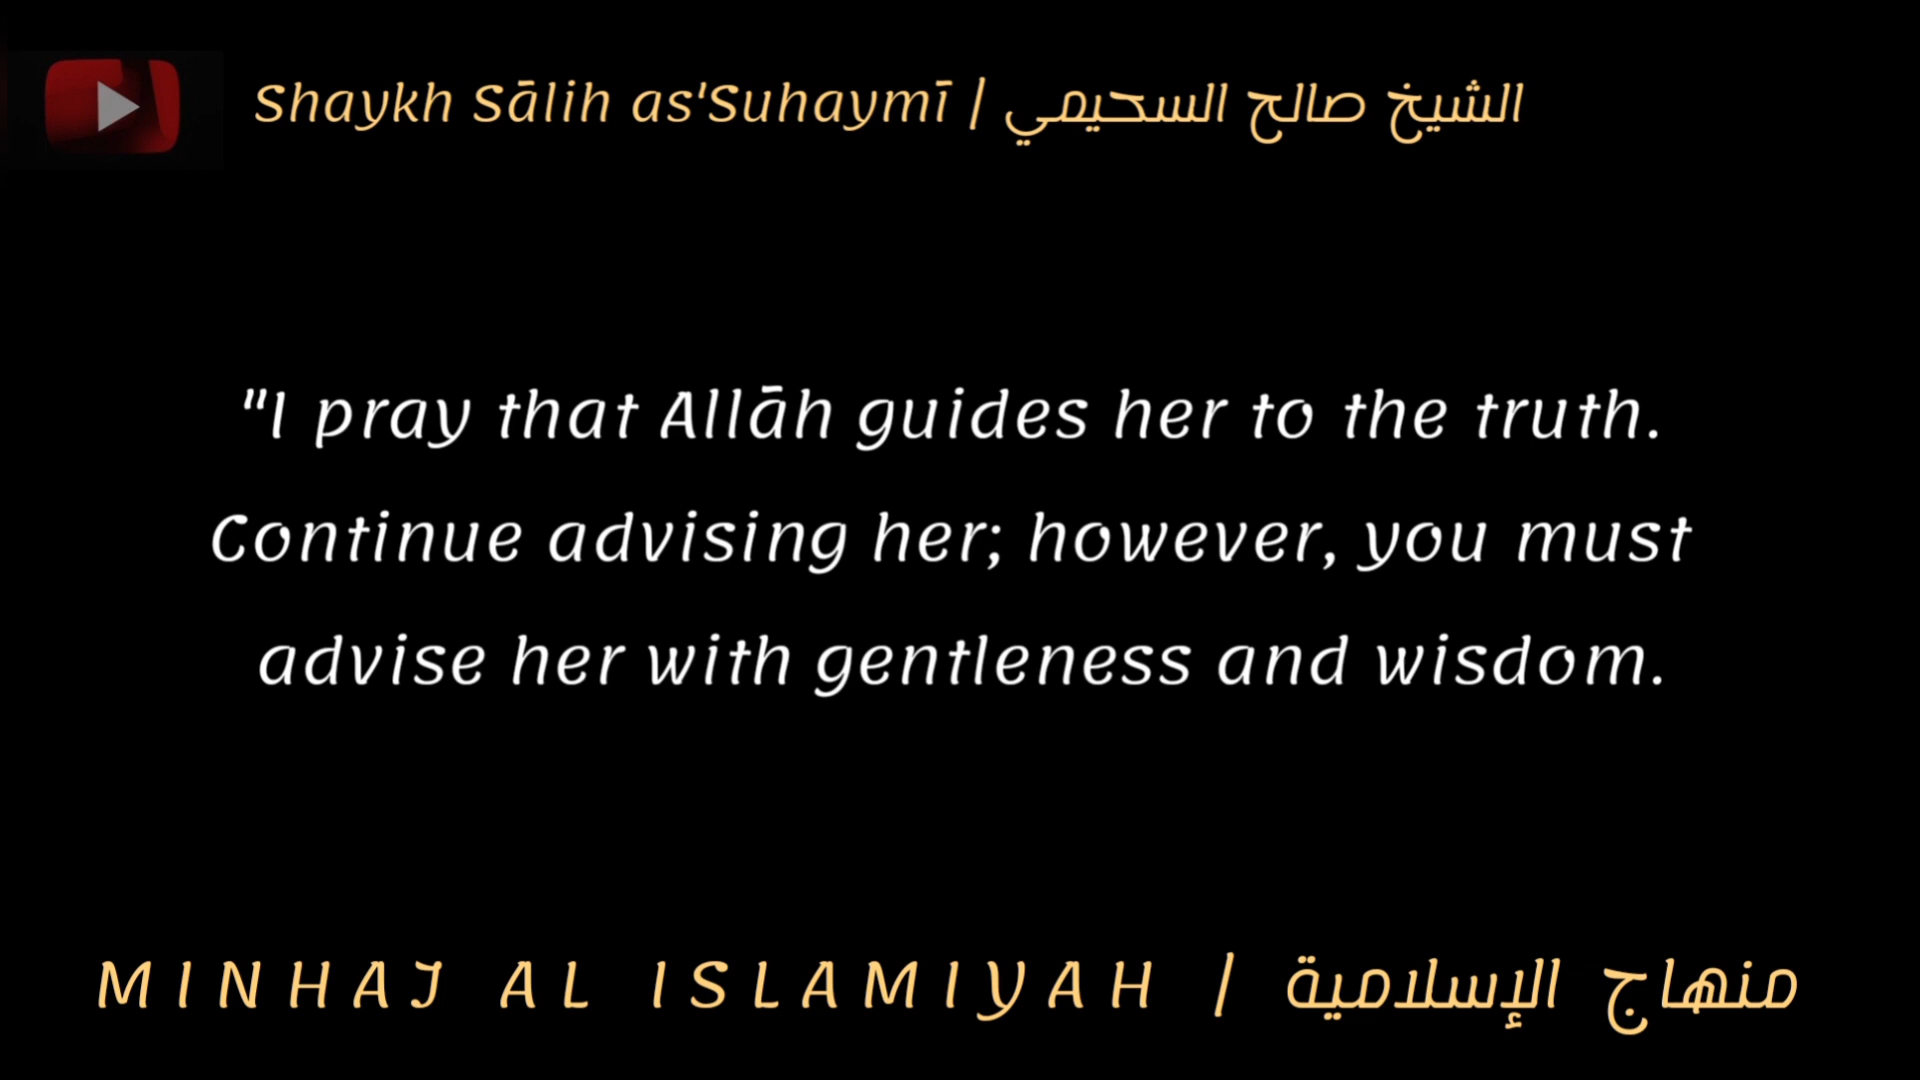 Shaykh Sālih as'Suhaymī | الشيخ صالح السحيمي
"I pray that Allāh guides her to the truth.
Continue advising her; however, you must
advise her with gentleness and wisdom.
MINHAJ AL ISLAMIYAH | منهاج الإسلامية